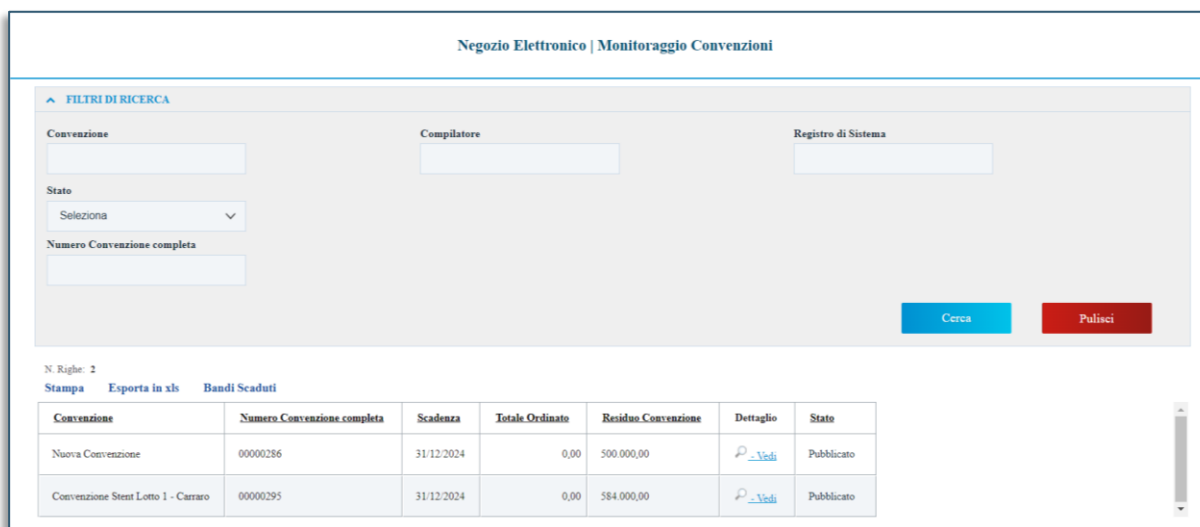 Negozio Elettronico | Monitoraggio Convenzioni
FILTRI DI RICERCA
Convenzione Compilatore Registro di Sistema
Stato
Seleziona
Numero Convenzione completa
Cerca Pulisci
N. Righe: 2
Stampa Esporta in xls Bandi Scaduti
Convenzione Numero Convenzione completa Scadenza Totale Ordinato Residuo Convenzione Dettaglio Stato
Nuova Convenzione 00000286 31/12/2024 0,00 500.000,00 - Vedi Pubblicato
Convenzione Stent Lotto 1 - Carraro 00000295 31/12/2024 0,00 584.000,00 - Vedi Pubblicato